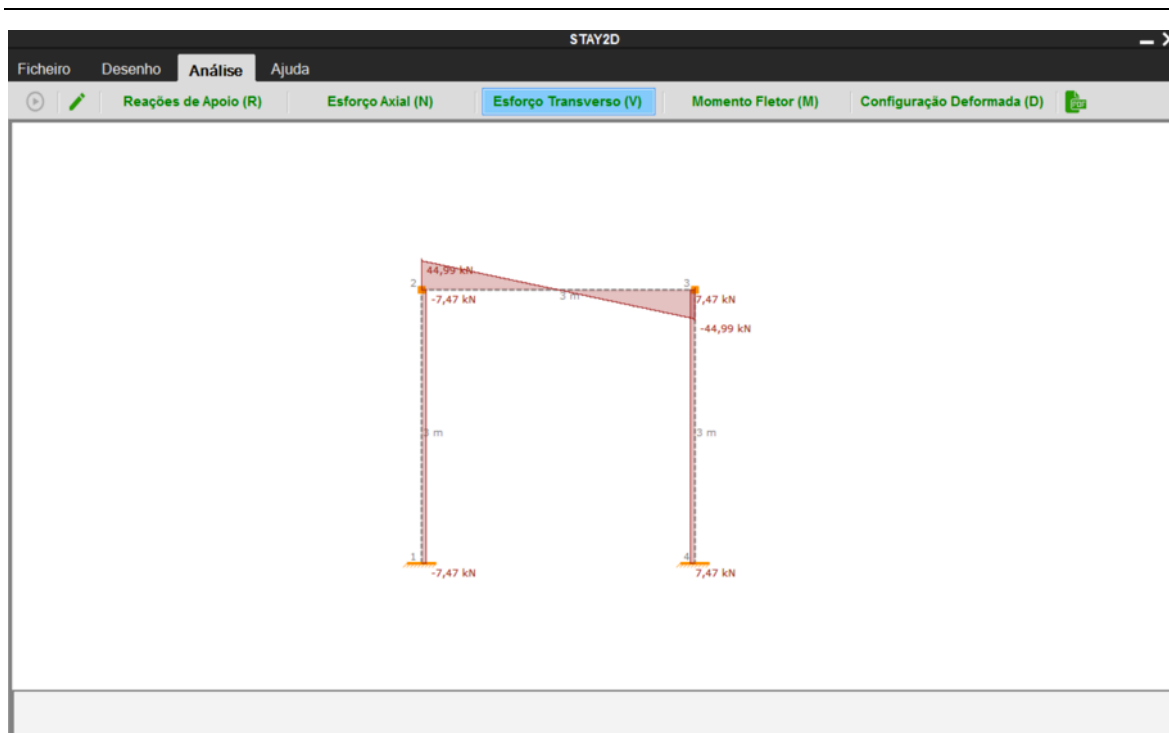 STAY2D
Ficheiro Desenho Análise Ajuda
Reações de Apoio (R) Esforço Axial (N) Esforço Transverso (V) Momento Fletor (M) Configuração Deformada (D) PDF
44,99 kN
2 3
-7,47 kN 3 m 7,47 kN
-44,99 kN
3 m 3 m
1 4
-7,47 kN 7,47 kN